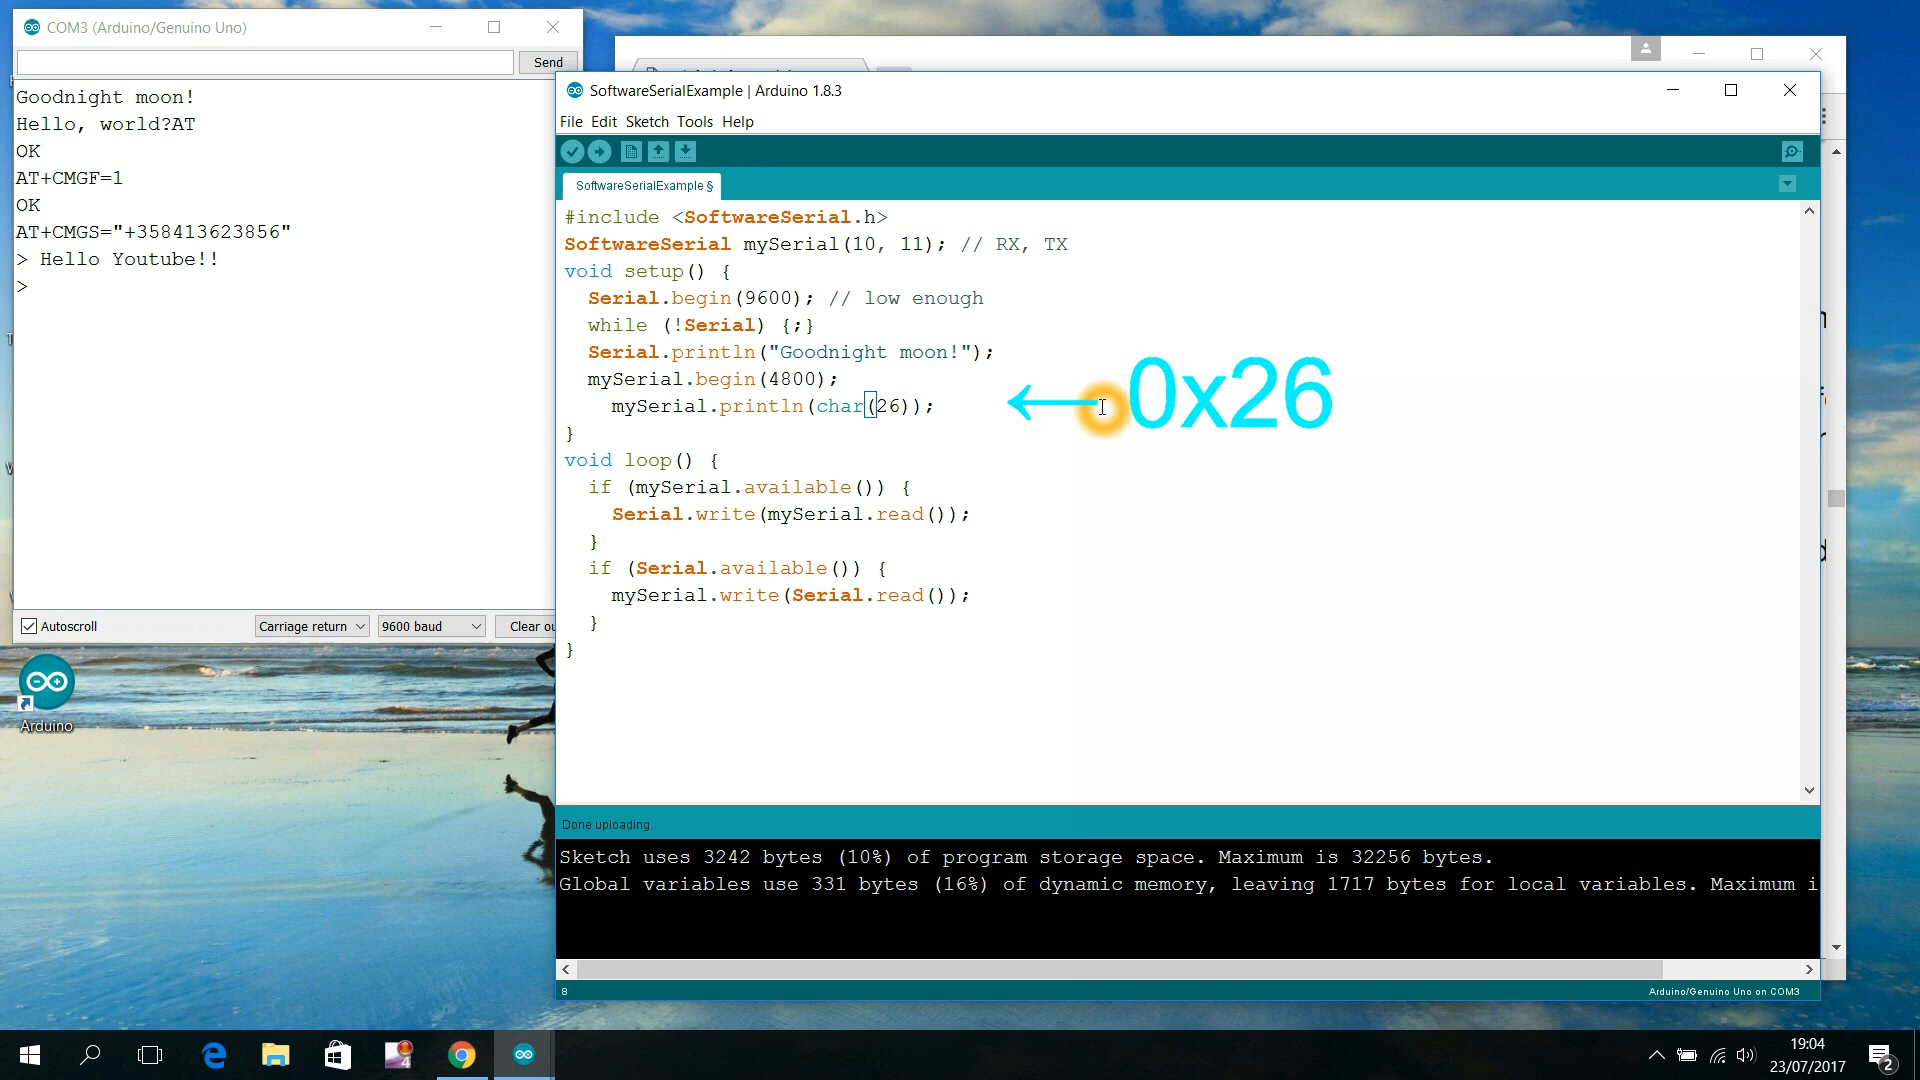 COM3 (Arduino/Genuino Uno)
Send
Goodnight moon!
Hello, world?AT
OK
AT+CMGF=1
OK
AT+CMGS="+358413623856"
> Hello Youtube!!
>
Autoscroll
Carriage return
9600 baud
Clear ou
Arduino
SoftwareSerialExample | Arduino 1.8.3
File Edit Sketch Tools Help
SoftwareSerialExample §
#include <SoftwareSerial.h>
SoftwareSerial mySerial(10, 11); // RX, TX
void setup() {
Serial.begin(9600); // low enough
while (!Serial) {;}
Serial.println("Goodnight moon!");
mySerial.begin(4800);
mySerial.println(char(26));
0x26
}
void loop() {
if (mySerial.available()) {
Serial.write(mySerial.read());
}
if (Serial.available()) {
mySerial.write(Serial.read());
}
}
Done uploading.
Sketch uses 3242 bytes (10%) of program storage space. Maximum is 32256 bytes.
Global variables use 331 bytes (16%) of dynamic memory, leaving 1717 bytes for local variables. Maximum i
8
Arduino/Genuino Uno on COM3
4
19:04
23/07/2017
2